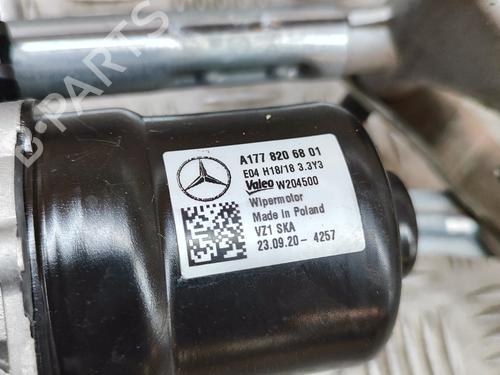 B-PARTS
A177 820 68 01
E04 H18/18 3.3Y3
Valeo W204500
Wipermotor
Made in Poland
VZ1 SKA
23.09.20- 4257